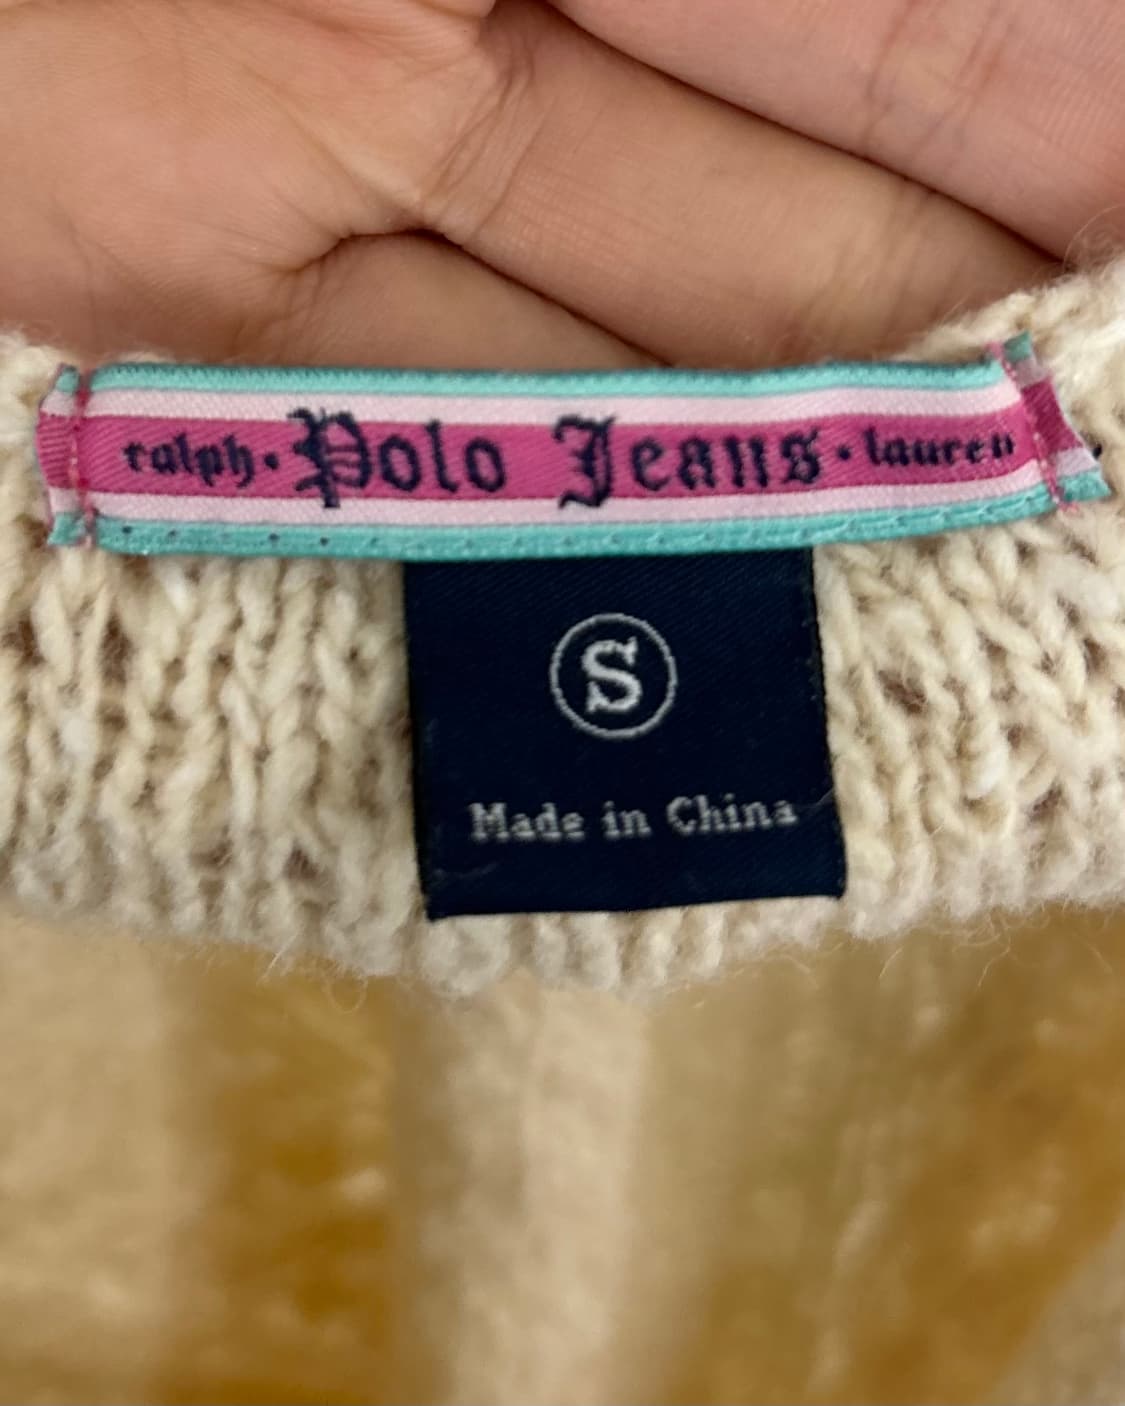 ralph · Polo Jeans · lauren
S
Made in China